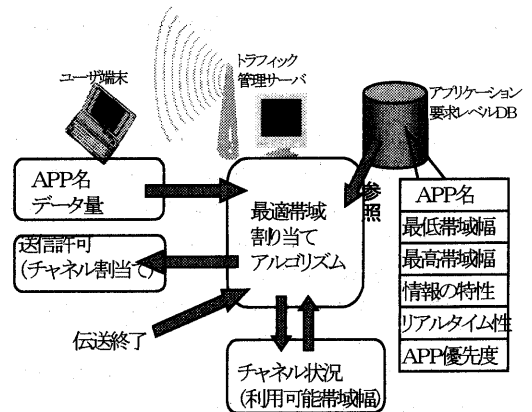 ユーザ端末
トラフィック
管理サーバ
アプリケーション
要求レベルDB
APP名
データ量
送信許可
(チャネル割当て)
伝送終了
最適帯域
割り当て
アルゴリズム
参照
チャネル状況
(利用可能帯域幅)
APP名
最低帯域幅
最高帯域幅
情報の特性
リアルタイム性
APP優先度